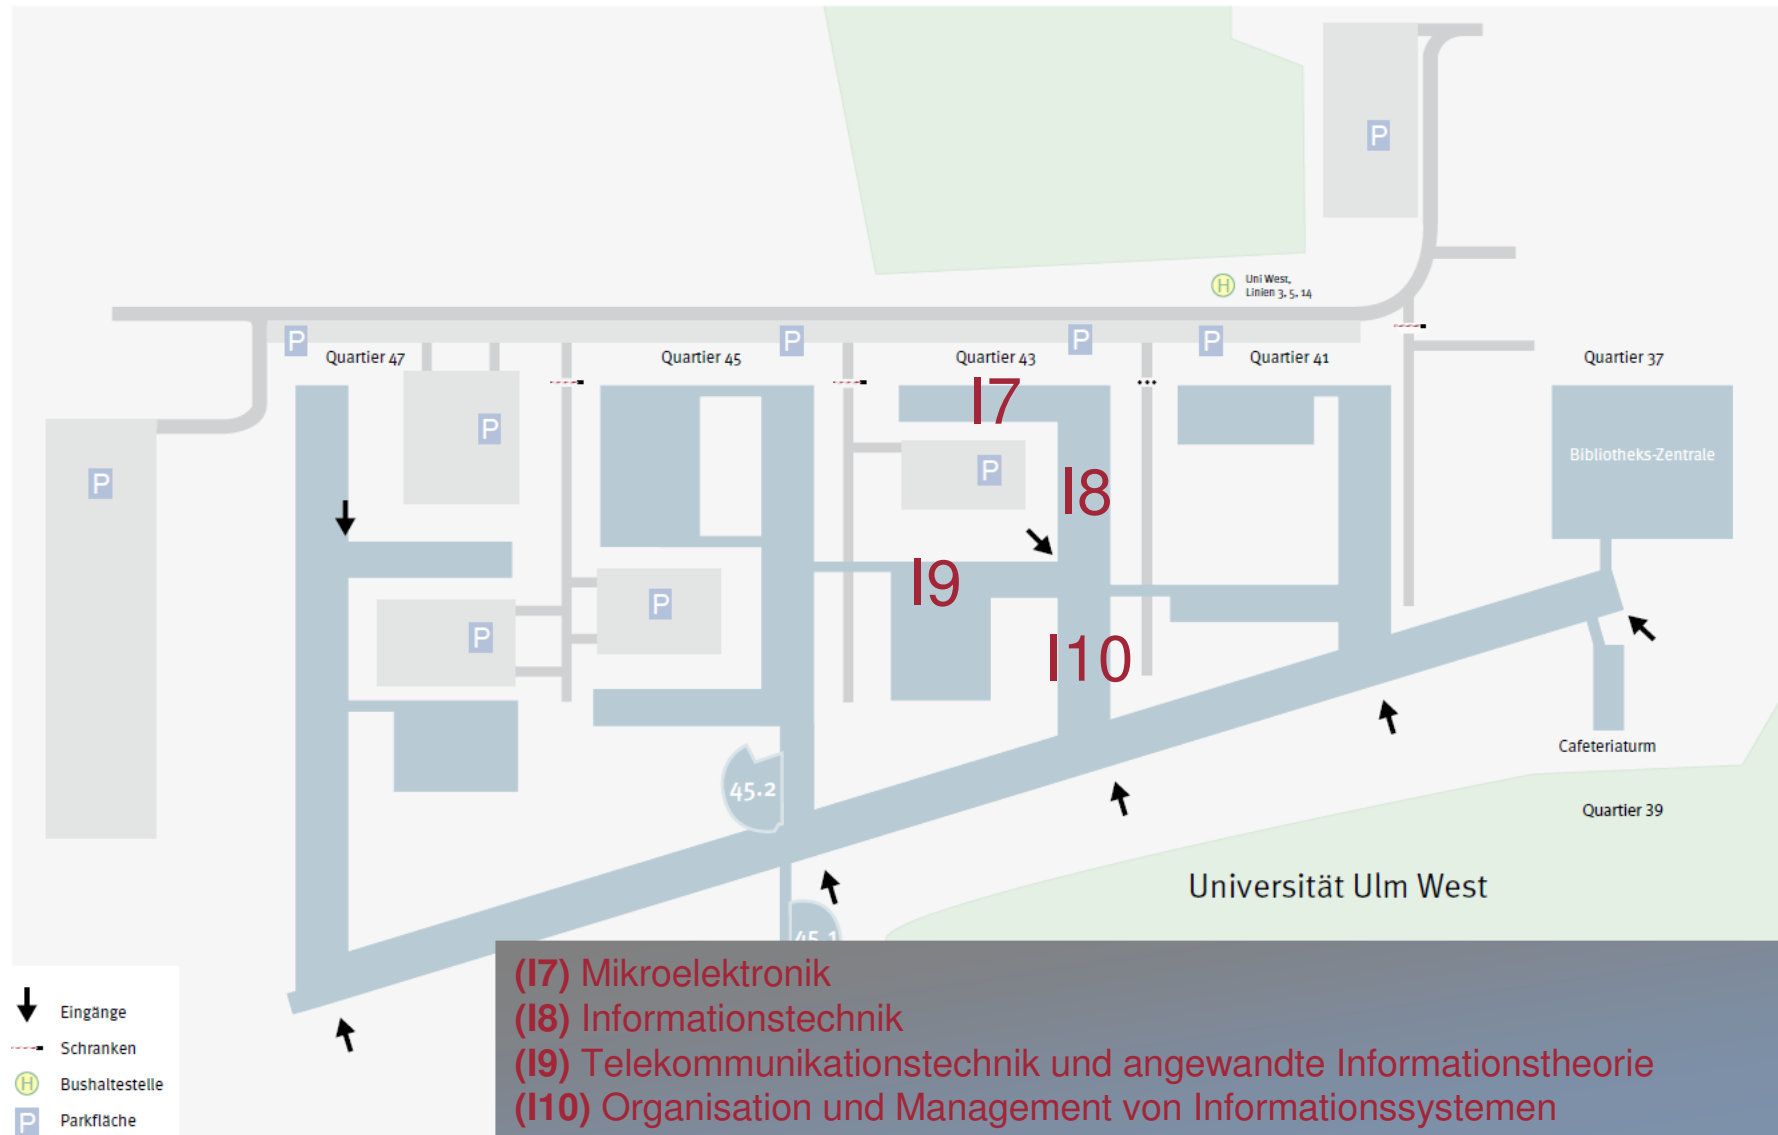 P
H Uni West,
Linien 3, 5, 14
P Quartier 47
Quartier 45
P
Quartier 43
P
P
Quartier 41
Quartier 37
I7
P
P
P
I8
Bibliotheks-Zentrale
I9
P
P
I10
Cafeteriaturm
45.2
Quartier 39
Universität Ulm West
45.1
Eingänge
Schranken
H Bushaltestelle
P Parkfläche
(I7) Mikroelektronik
(I8) Informationstechnik
(I9) Telekommunikationstechnik und angewandte Informationstheorie
(I10) Organisation und Management von Informationssystemen